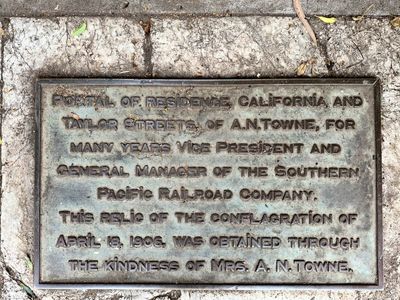 Portal of residence, California and
Taylor Streets, of A.N. Towne, for
many years Vice President and
General Manager of the Southern
Pacific Railroad Company.
This relic of the conflagration of
April 18, 1906, was obtained through
the kindness of Mrs. A. N. Towne.